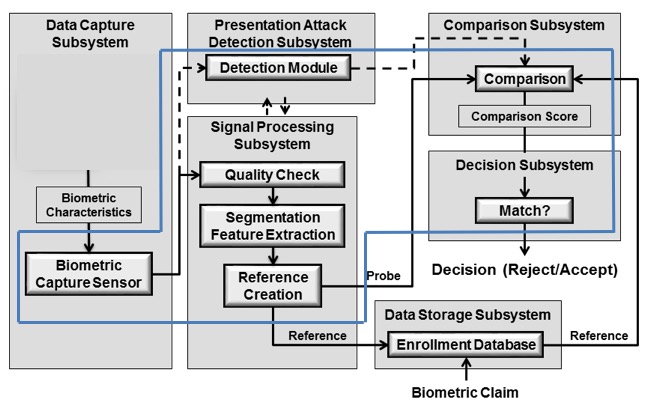 Data Capture
Subsystem
Biometric
Characteristics
Biometric
Capture Sensor
Presentation Attack
Detection Subsystem
Detection Module
Signal Processing
Subsystem
Quality Check
Segmentation
Feature Extraction
Reference
Creation
Probe
Reference
Comparison Subsystem
Comparison
Comparison Score
Decision Subsystem
Match?
Decision (Reject/Accept)
Data Storage Subsystem
Enrollment Database
Reference
Biometric Claim